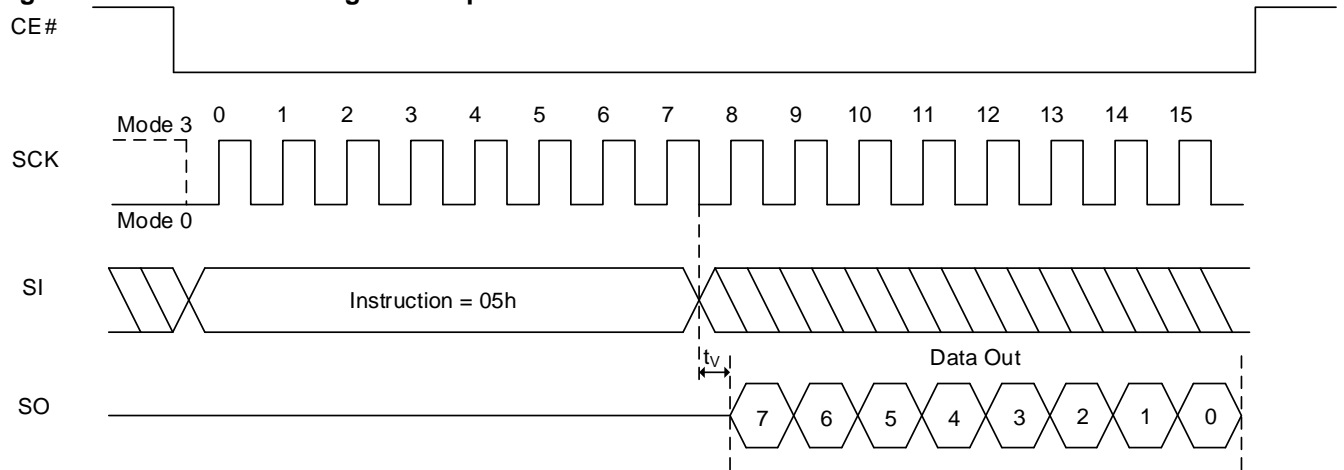 CE#
0 1 2 3 4 5 6 7 8 9 10 11 12 13 14 15
Mode 3
SCK
Mode 0
SI
Instruction = 05h
tV
Data Out
SO
7 6 5 4 3 2 1 0